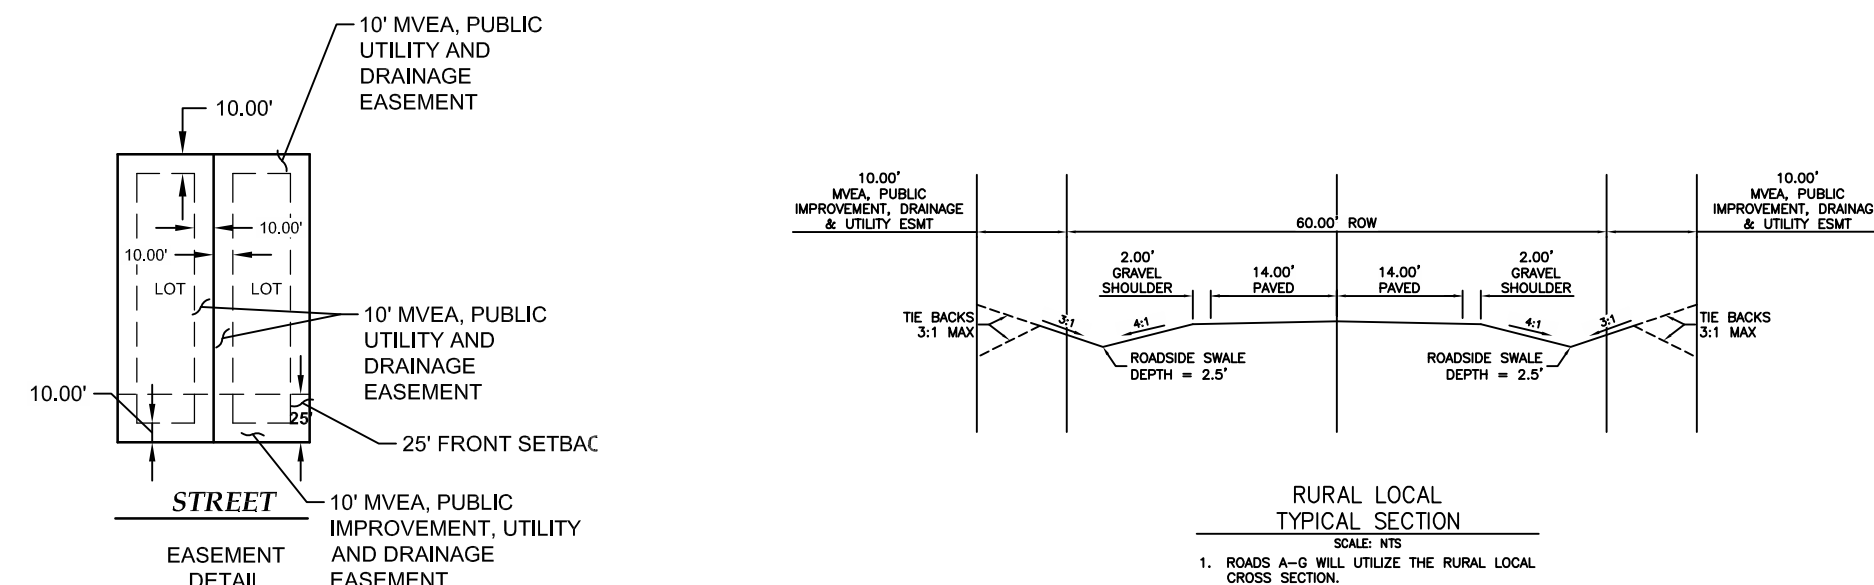 10' MVEA, PUBLIC
UTILITY AND
DRAINAGE
EASEMENT
10.00'
10.00'
10.00'
LOT
LOT
10' MVEA, PUBLIC
UTILITY AND
DRAINAGE
EASEMENT
10.00'
25'
25' FRONT SETBAC
STREET
10' MVEA, PUBLIC
IMPROVEMENT, UTILITY
AND DRAINAGE
EASEMENT
EASEMENT
DETAIL
10.00'
MVEA, PUBLIC
IMPROVEMENT, DRAINAGE
& UTILITY ESMT
60.00' ROW
10.00'
MVEA, PUBLIC
IMPROVEMENT, DRAINAG
& UTILITY ESMT
2.00'
GRAVEL
SHOULDER
14.00'
PAVED
14.00'
PAVED
2.00'
GRAVEL
SHOULDER
TIE BACKS
3:1 MAX
3:1
4:1
4:1
3:1
TIE BACKS
3:1 MAX
ROADSIDE SWALE
DEPTH = 2.5'
ROADSIDE SWALE
DEPTH = 2.5'
RURAL LOCAL
TYPICAL SECTION
SCALE: NTS
1. ROADS A-G WILL UTILIZE THE RURAL LOCAL
CROSS SECTION.